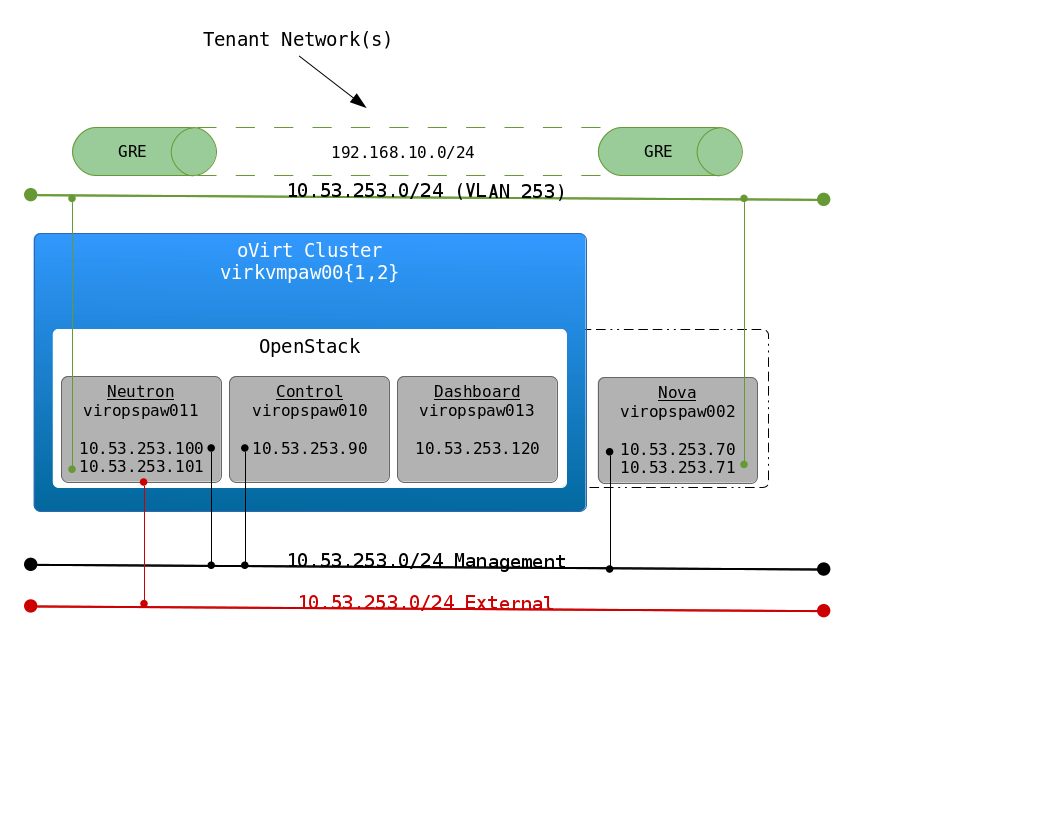 Tenant Network(s)
GRE
192.168.10.0/24
GRE
10.53.253.0/24 (VLAN 253)
oVirt Cluster
virkvmpaw00{1,2}
OpenStack
Neutron
viropspaw011
10.53.253.100
10.53.253.101
Control
viropspaw010
10.53.253.90
Dashboard
viropspaw013
10.53.253.120
Nova
viropspaw002
10.53.253.70
10.53.253.71
10.53.253.0/24 Management
10.53.253.0/24 External